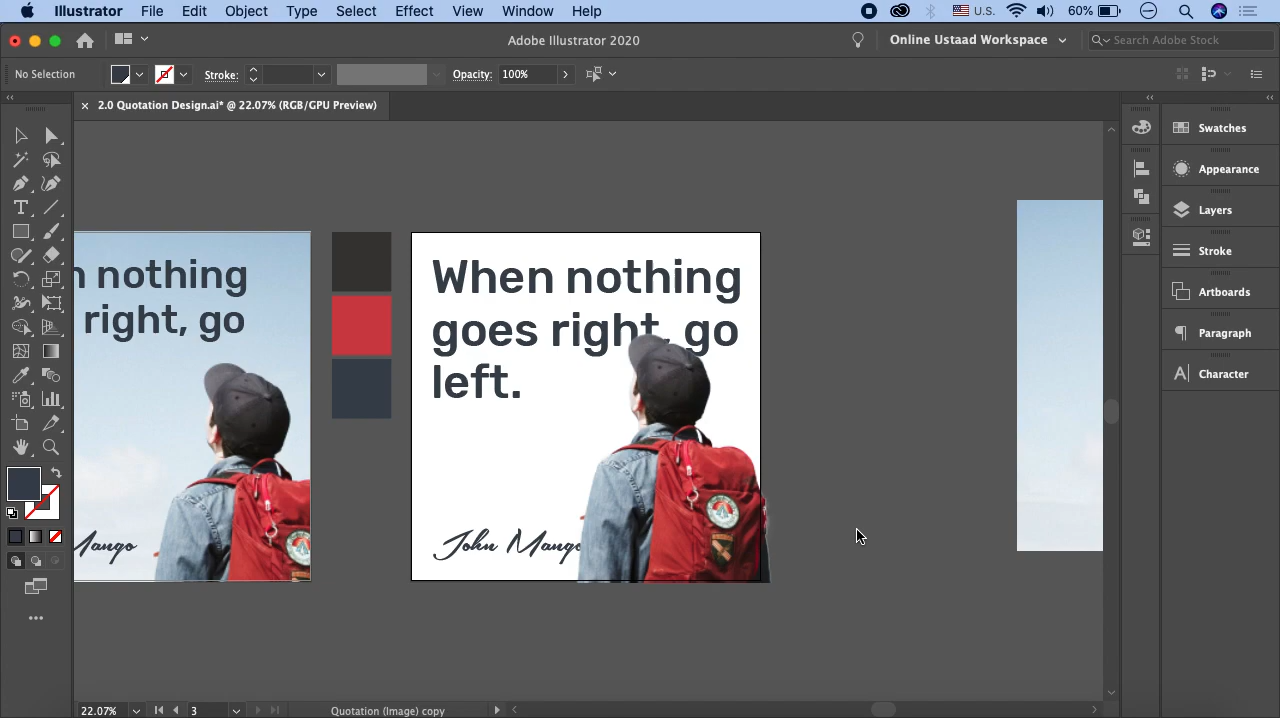 Illustrator File Edit Object Type Select Effect View Window Help U.S. 60%
Adobe Illustrator 2020 Online Ustaad Workspace Search Adobe Stock
No Selection Stroke: Opacity: 100%
× 2.0 Quotation Design.ai* @ 22.07% (RGB/GPU Preview)
Swatches
Appearance
Layers
Stroke
Artboards
Paragraph
Character
nothing
right, go
Mango
When nothing
goes right, go
left.
John Mango
22.07% 3 Quotation (Image) copy